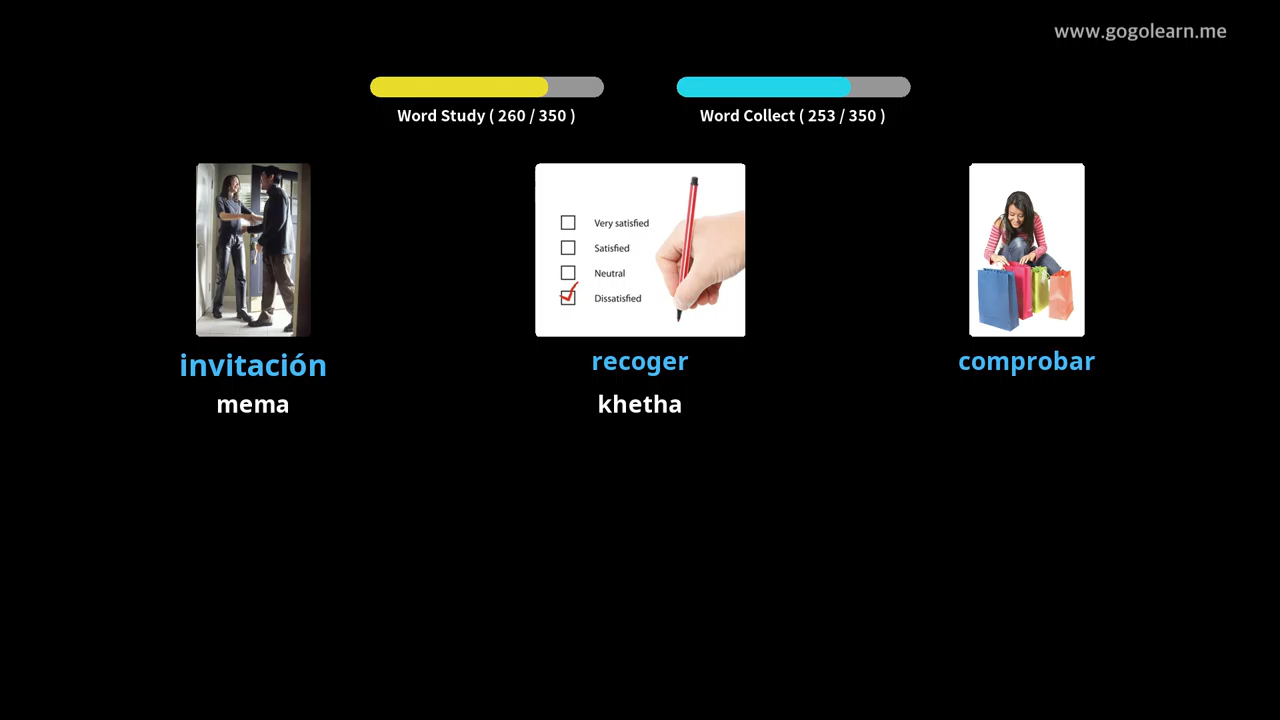 www.gogolearn.me
Word Study ( 260 / 350 )
Word Collect ( 253 / 350 )
Very satisfied
Satisfied
Neutral
Dissatisfied
invitación
recoger
comprobar
mema
khetha